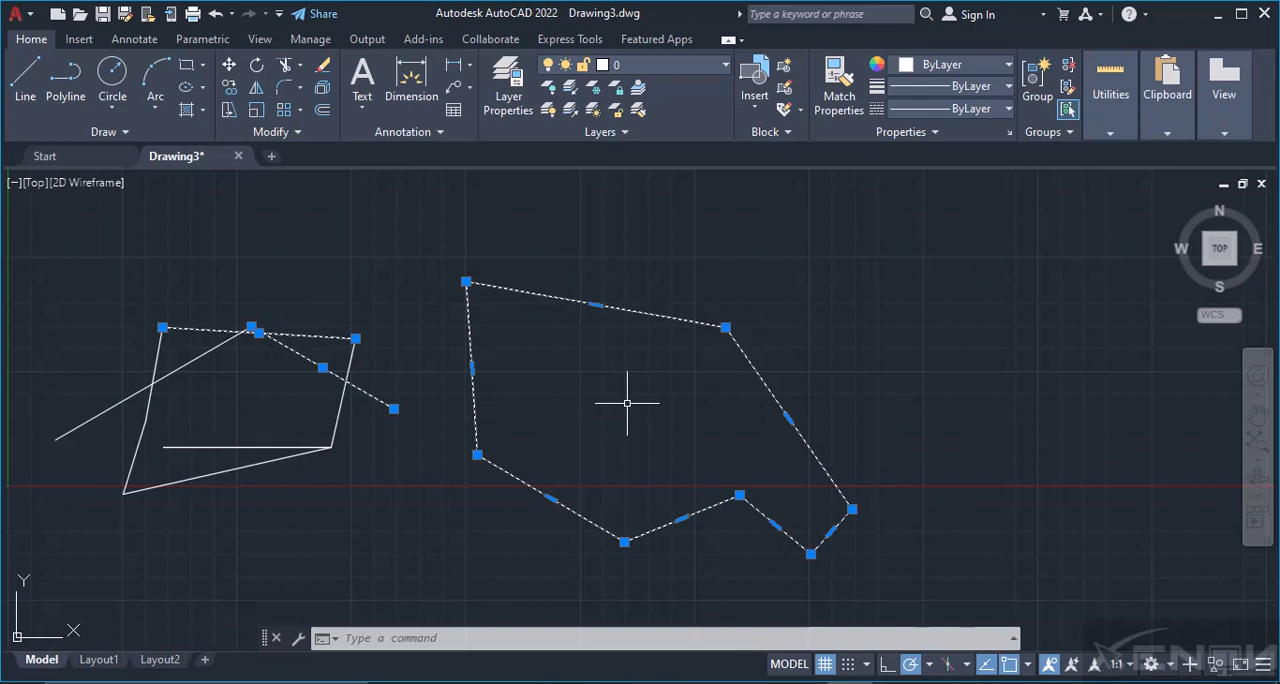 Share
Autodesk AutoCAD 2022 Drawing3.dwg
Type a keyword or phrase
Sign In
Home Insert Annotate Parametric View Manage Output Add-ins Collaborate Express Tools Featured Apps
Line Polyline Circle Arc
Text Dimension
Layer
Properties
0
Insert
Match
Properties
ByLayer
ByLayer
ByLayer
Group
Utilities Clipboard View
Draw Modify Annotation Layers Block Properties Groups
Start Drawing3*
[−][Top][2D Wireframe]
N
W TOP E
S
WCS
Y
X
Type a command
Model Layout1 Layout2
MODEL
1:1